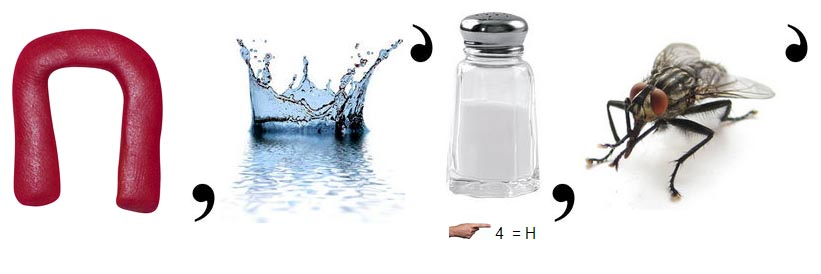 , , , ,
4 = H